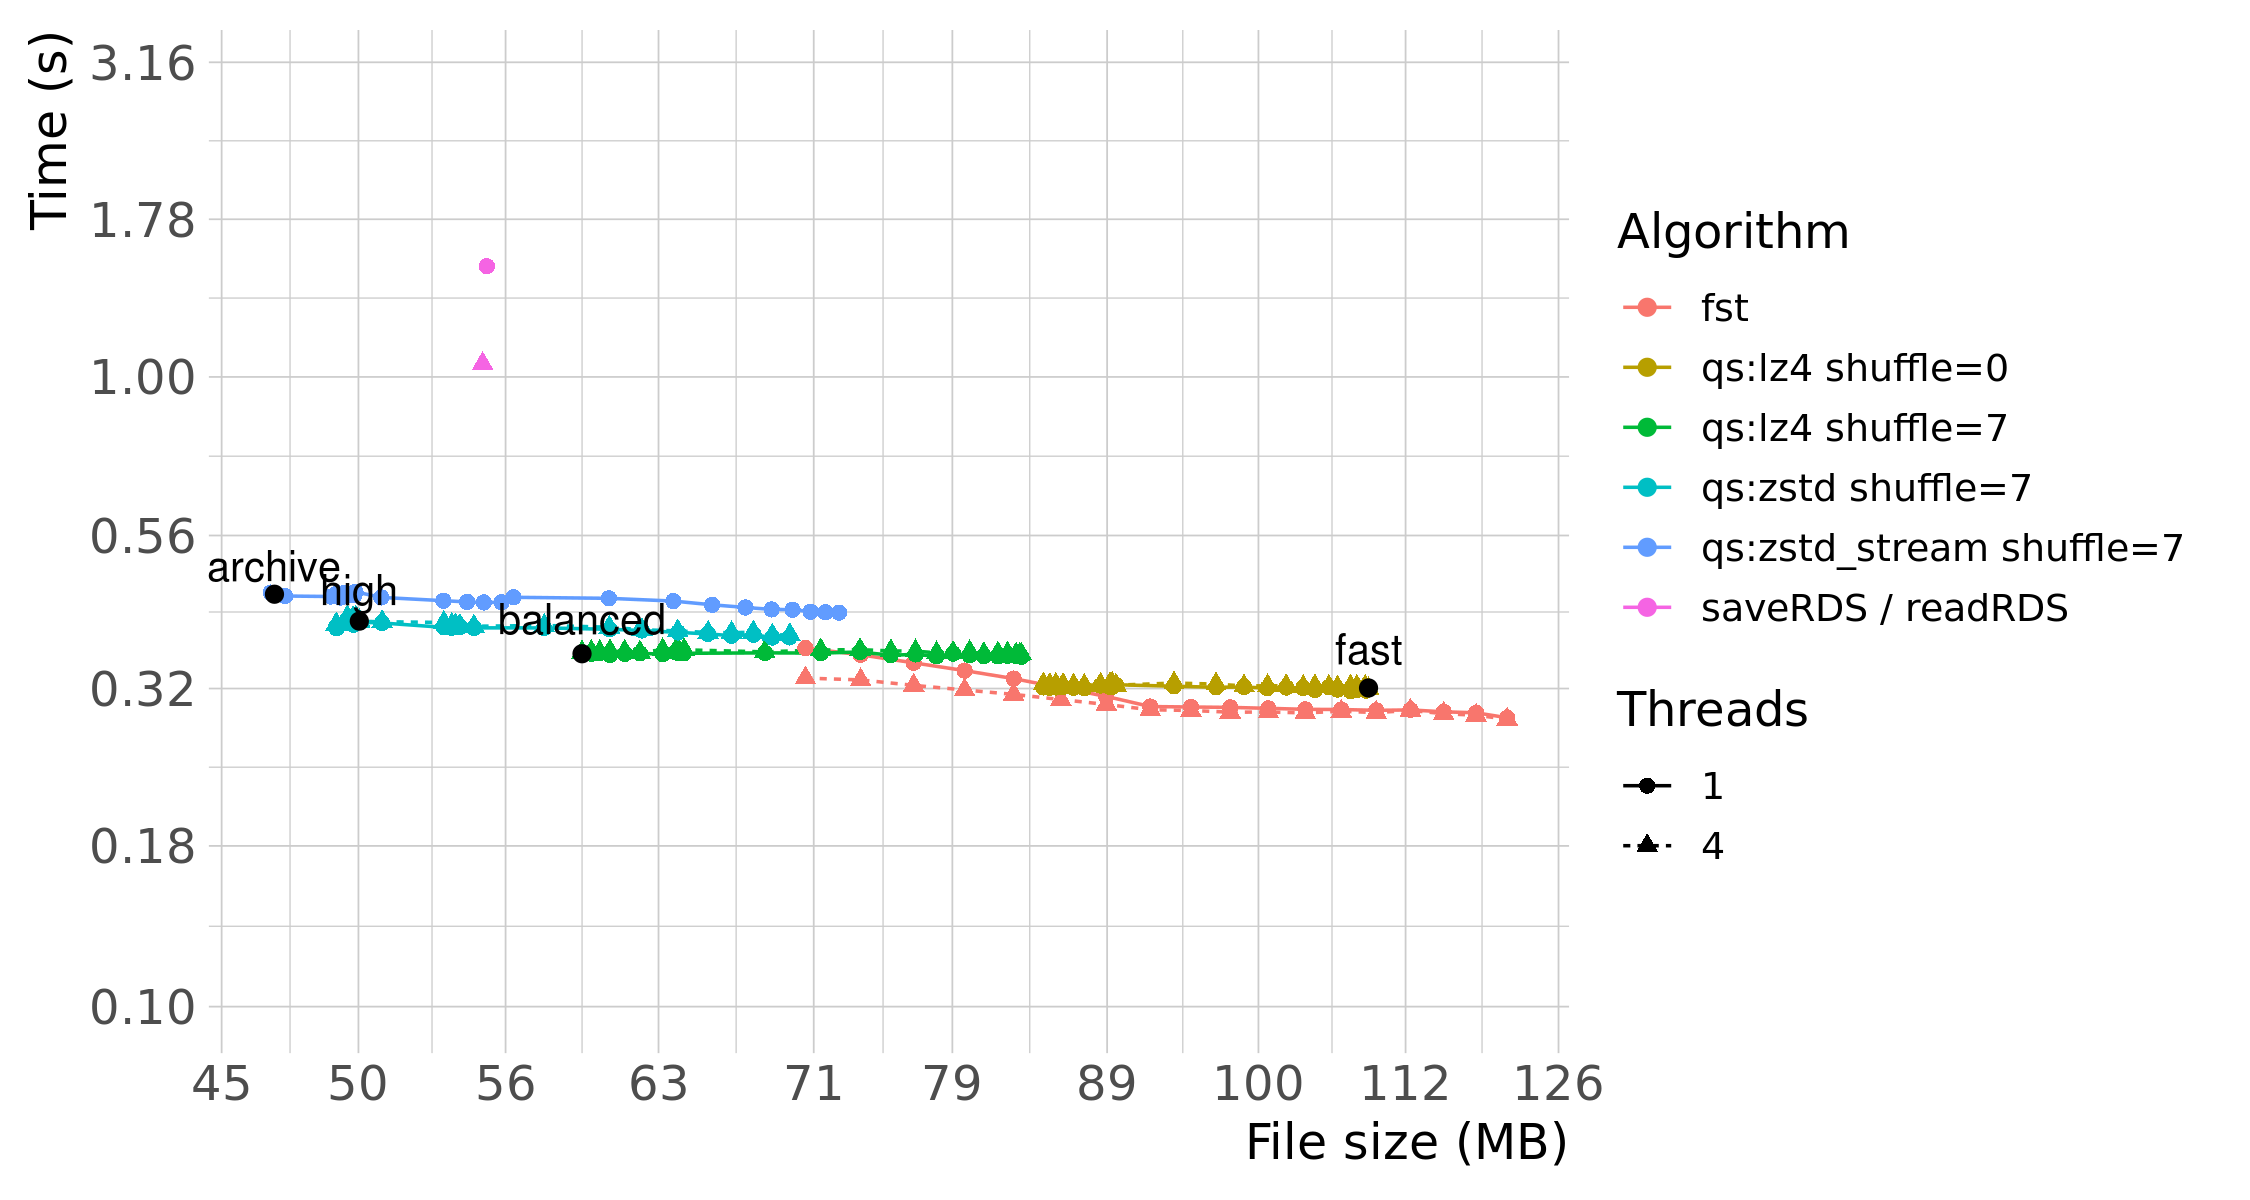 Time (s)
3.16
1.78
1.00
0.56
0.32
0.18
0.10
archive
high
balanced
fast
45 50 56 63 71 79 89 100 112 126
File size (MB)
Algorithm
fst
qs:lz4 shuffle=0
qs:lz4 shuffle=7
qs:zstd shuffle=7
qs:zstd_stream shuffle=7
saveRDS / readRDS
Threads
1
4